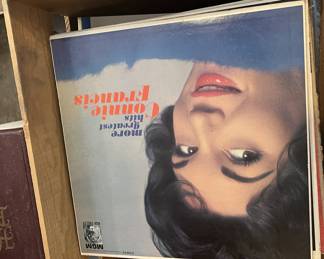 more
Connie
Francis
greatest
hits
MGM